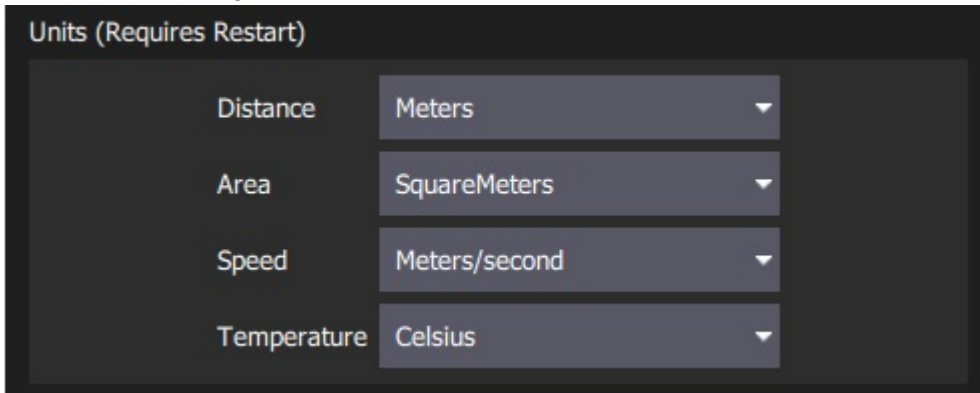 Units (Requires Restart)
Distance Meters
Area SquareMeters
Speed Meters/second
Temperature Celsius